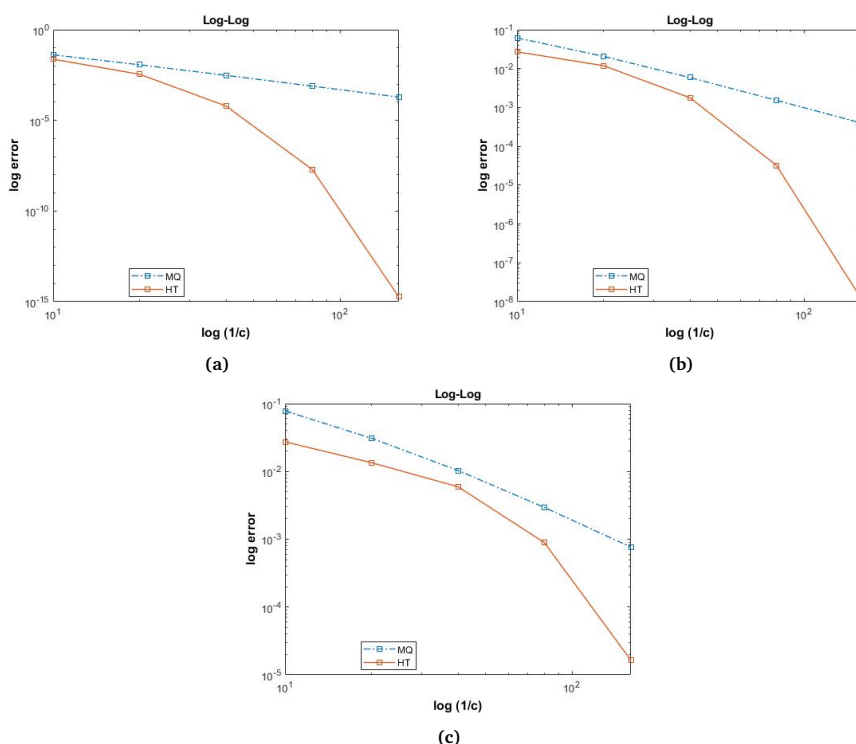 Log-Log
10^0
10^-5
10^-10
10^-15
log error
MQ
HT
10^1
10^2
log (1/c)
(a)
Log-Log
10^-1
10^-2
10^-3
10^-4
10^-5
10^-6
10^-7
10^-8
log error
MQ
HT
10^1
10^2
log (1/c)
(b)
Log-Log
10^-1
10^-2
10^-3
10^-4
10^-5
log error
MQ
HT
10^1
10^2
log (1/c)
(c)